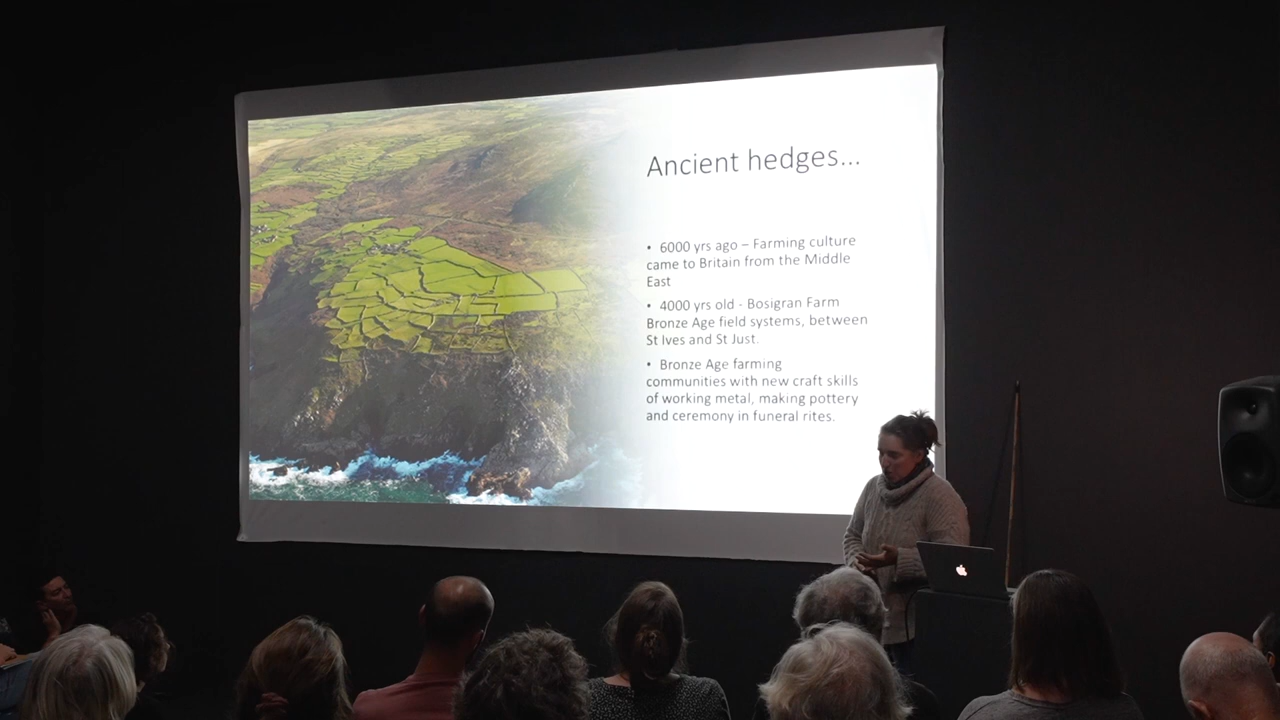 Ancient hedges...
• 6000 yrs ago – Farming culture
came to Britain from the Middle
East
• 4000 yrs old - Bosigran Farm
Bronze Age field systems, between
St Ives and St Just.
• Bronze Age farming
communities with new craft skills
of working metal, making pottery
and ceremony in funeral rites.